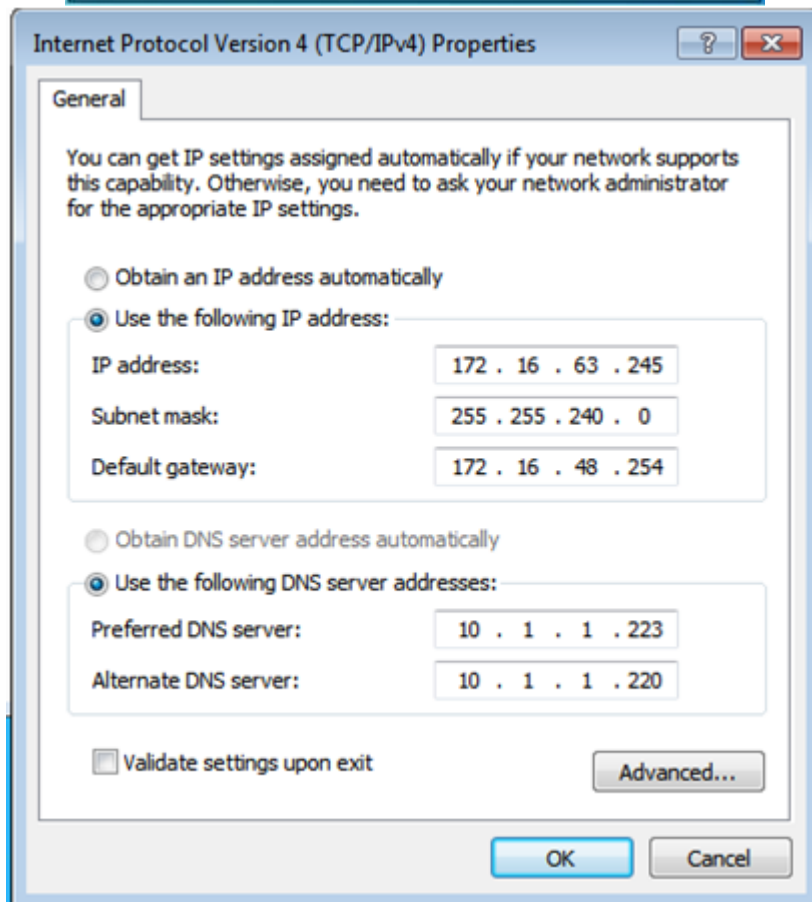 Internet Protocol Version 4 (TCP/IPv4) Properties
General
You can get IP settings assigned automatically if your network supports
this capability. Otherwise, you need to ask your network administrator
for the appropriate IP settings.
Obtain an IP address automatically
Use the following IP address:
IP address: 172 . 16 . 63 . 245
Subnet mask: 255 . 255 . 240 . 0
Default gateway: 172 . 16 . 48 . 254
Obtain DNS server address automatically
Use the following DNS server addresses:
Preferred DNS server: 10 . 1 . 1 . 223
Alternate DNS server: 10 . 1 . 1 . 220
Validate settings upon exit
Advanced...
OK Cancel